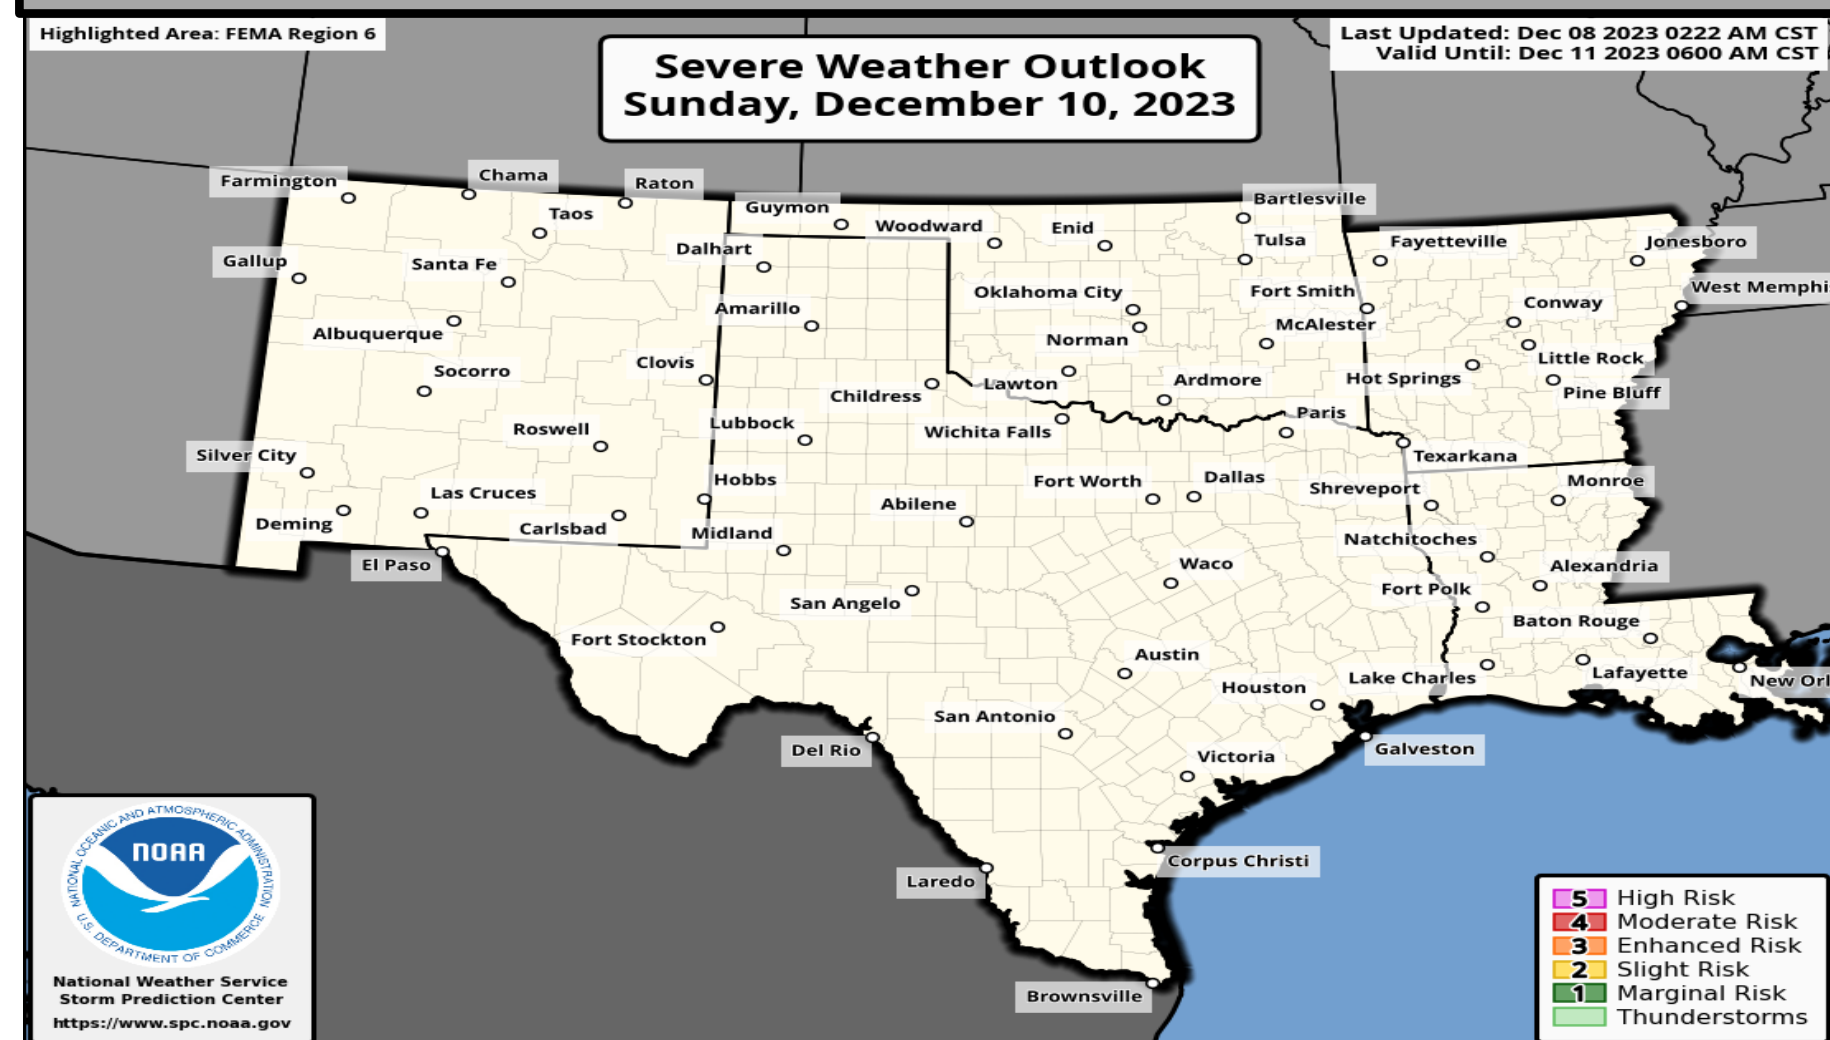 Highlighted Area: FEMA Region 6
Last Updated: Dec 08 2023 0222 AM CST
Valid Until: Dec 11 2023 0600 AM CST
Severe Weather Outlook
Sunday, December 10, 2023
Farmington
Chama
Raton
Taos
Guymon
Woodward
Enid
Bartlesville
Tulsa
Fayetteville
Jonesboro
Gallup
Santa Fe
Dalhart
Oklahoma City
Fort Smith
Conway
West Memphi
Albuquerque
Amarillo
Norman
McAlester
Little Rock
Socorro
Clovis
Childress
Lawton
Ardmore
Hot Springs
Pine Bluff
Roswell
Lubbock
Wichita Falls
Paris
Texarkana
Silver City
Hobbs
Abilene
Fort Worth
Dallas
Shreveport
Monroe
Las Cruces
Deming
Carlsbad
Midland
Natchitoches
El Paso
Waco
Alexandria
San Angelo
Fort Polk
Fort Stockton
Baton Rouge
Austin
Houston
Lake Charles
Lafayette
New Orl
San Antonio
Del Rio
Victoria
Galveston
Laredo
Corpus Christi
Brownsville
NATIONAL OCEANIC AND ATMOSPHERIC ADMINISTRATION
NOAA
U.S. DEPARTMENT OF COMMERCE
National Weather Service
Storm Prediction Center
https://www.spc.noaa.gov
5 High Risk
4 Moderate Risk
3 Enhanced Risk
2 Slight Risk
1 Marginal Risk
Thunderstorms